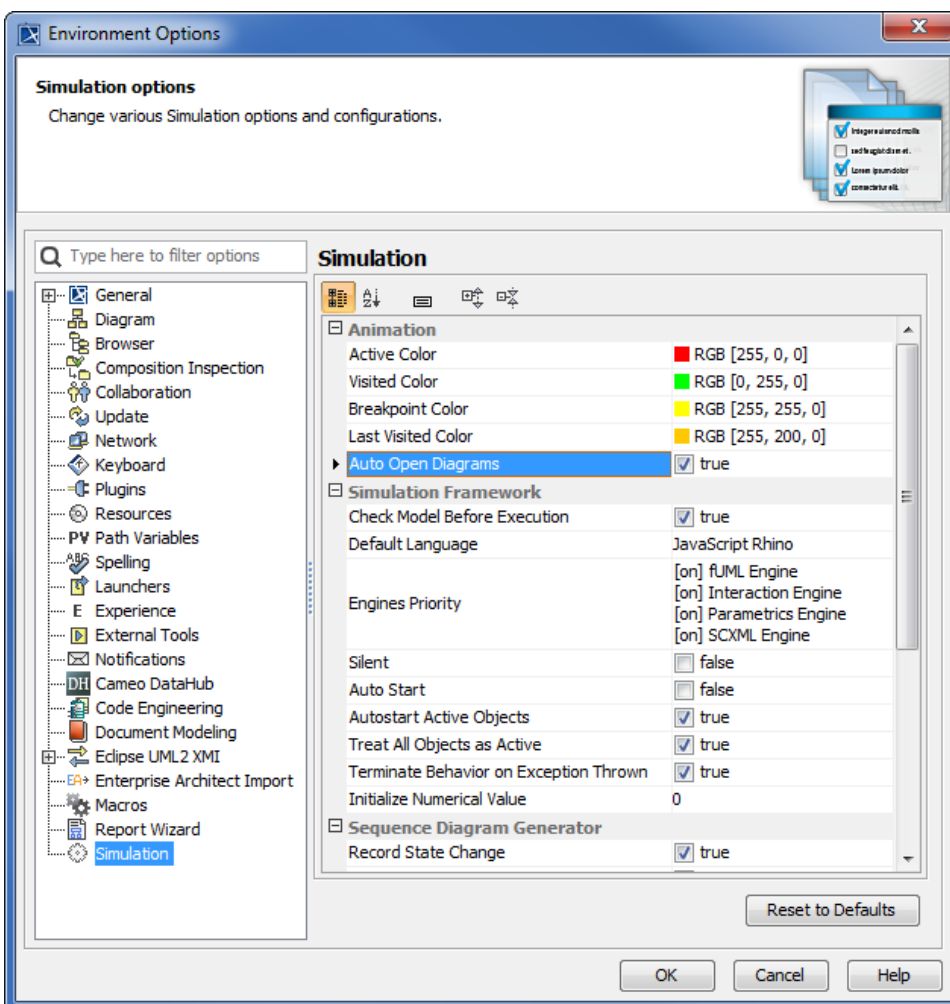 Environment Options
Simulation options
Change various Simulation options and configurations.
Lorem ipsum dolor
Type here to filter options
Simulation
General
Diagram
Browser
Composition Inspection
Collaboration
Update
Network
Keyboard
Plugins
Resources
PV Path Variables
ABC Spelling
Launchers
E Experience
External Tools
Notifications
DH Cameo DataHub
Code Engineering
Document Modeling
Eclipse UML2 XMI
EA Enterprise Architect Import
Macros
Report Wizard
Simulation
A
Z
Animation
Active Color RGB [255, 0, 0]
Visited Color RGB [0, 255, 0]
Breakpoint Color RGB [255, 255, 0]
Last Visited Color RGB [255, 200, 0]
Auto Open Diagrams true
Simulation Framework
Check Model Before Execution true
Default Language JavaScript Rhino
Engines Priority [on] fUML Engine
[on] Interaction Engine
[on] Parametrics Engine
[on] SCXML Engine
Silent false
Auto Start false
Autostart Active Objects true
Treat All Objects as Active true
Terminate Behavior on Exception Thrown true
Initialize Numerical Value 0
Sequence Diagram Generator
Record State Change true
Reset to Defaults
OK Cancel Help